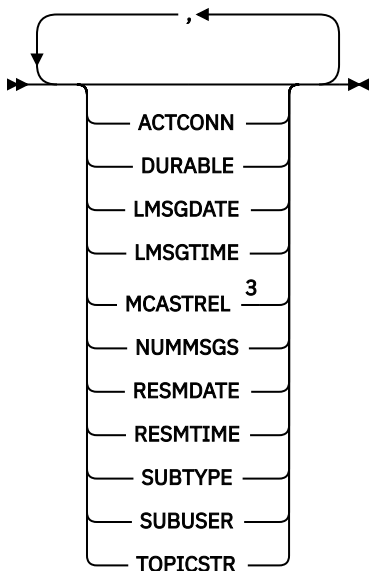 ,
ACTCONN
DURABLE
LMSGDATE
LMSGTIME
MCASTREL 3
NUMMSGS
RESMDATE
RESMTIME
SUBTYPE
SUBUSER
TOPICSTR